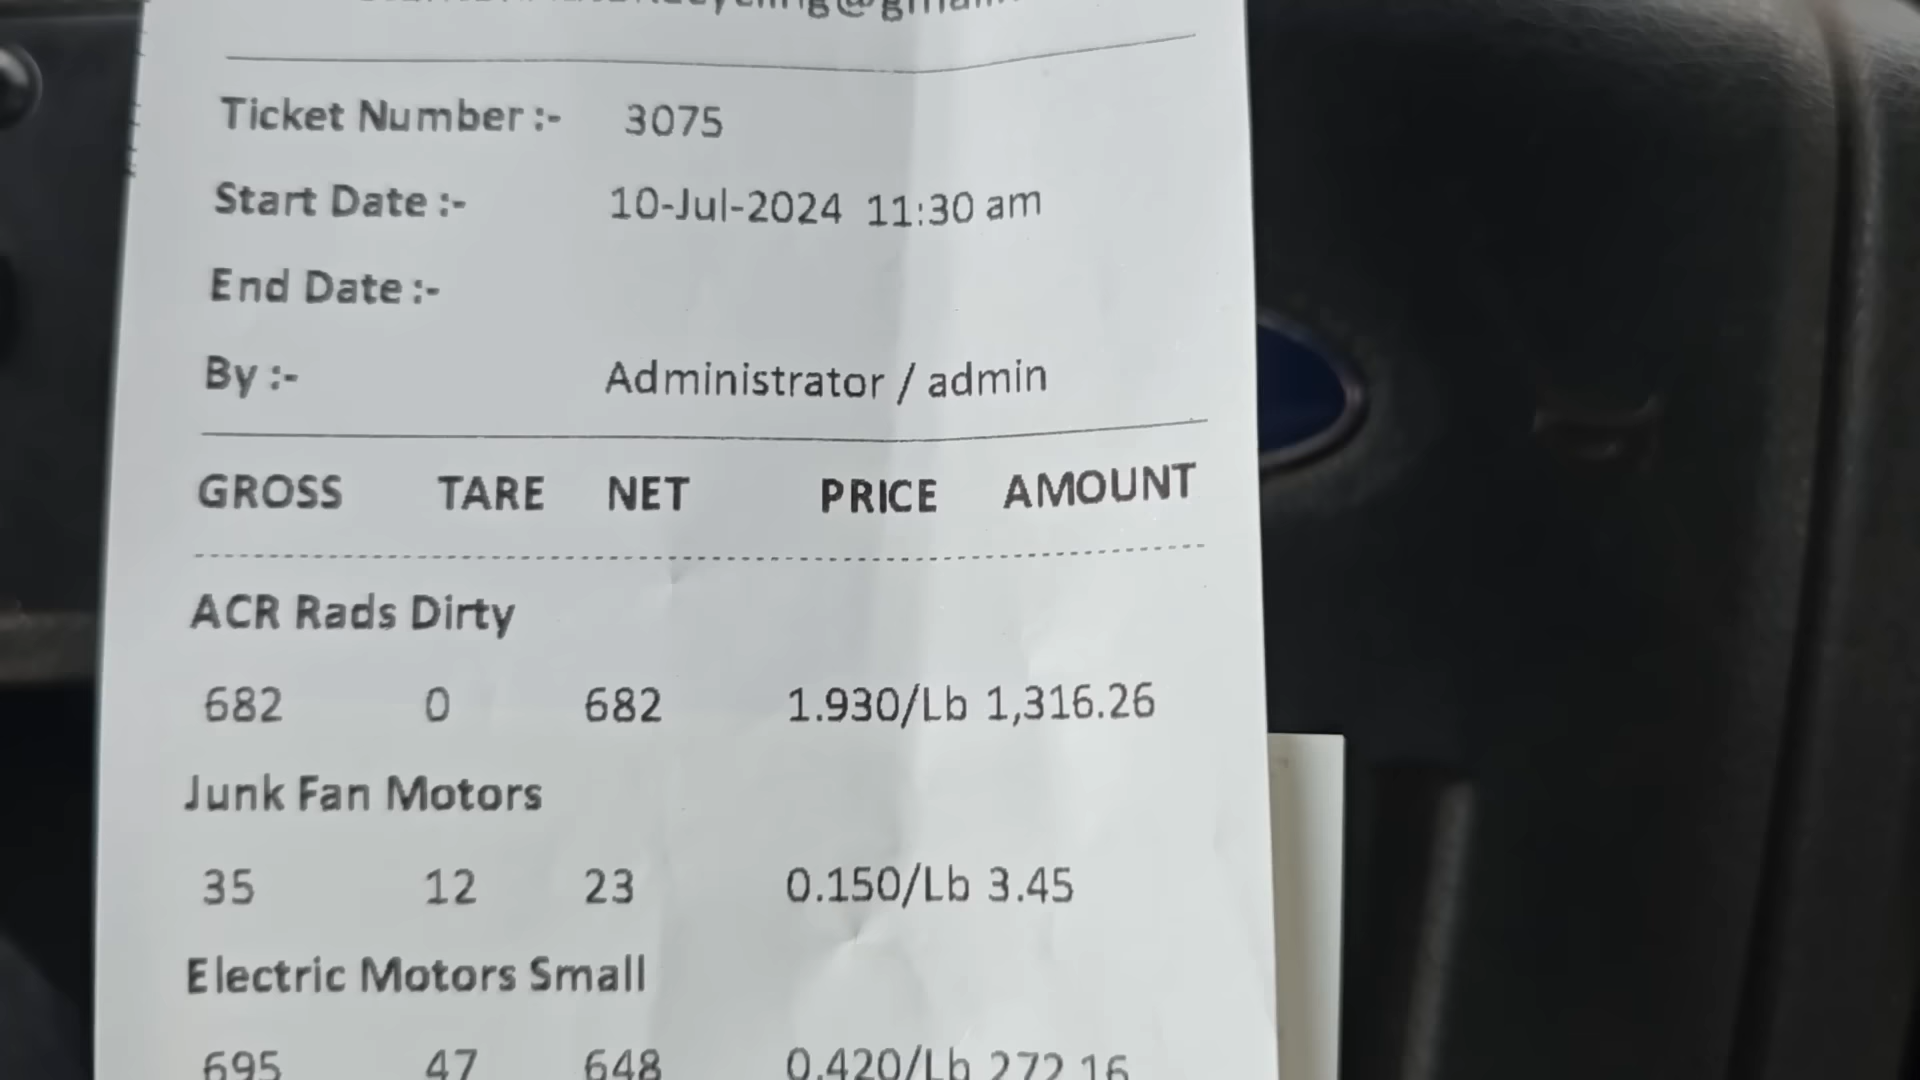 Ticket Number :- 3075
Start Date :- 10-Jul-2024 11:30 am
End Date :-
By :- Administrator / admin
GROSS TARE NET PRICE AMOUNT
ACR Rads Dirty
682 0 682 1.930/Lb 1,316.26
Junk Fan Motors
35 12 23 0.150/Lb 3.45
Electric Motors Small
695 47 648 0.420/Lb 272.16